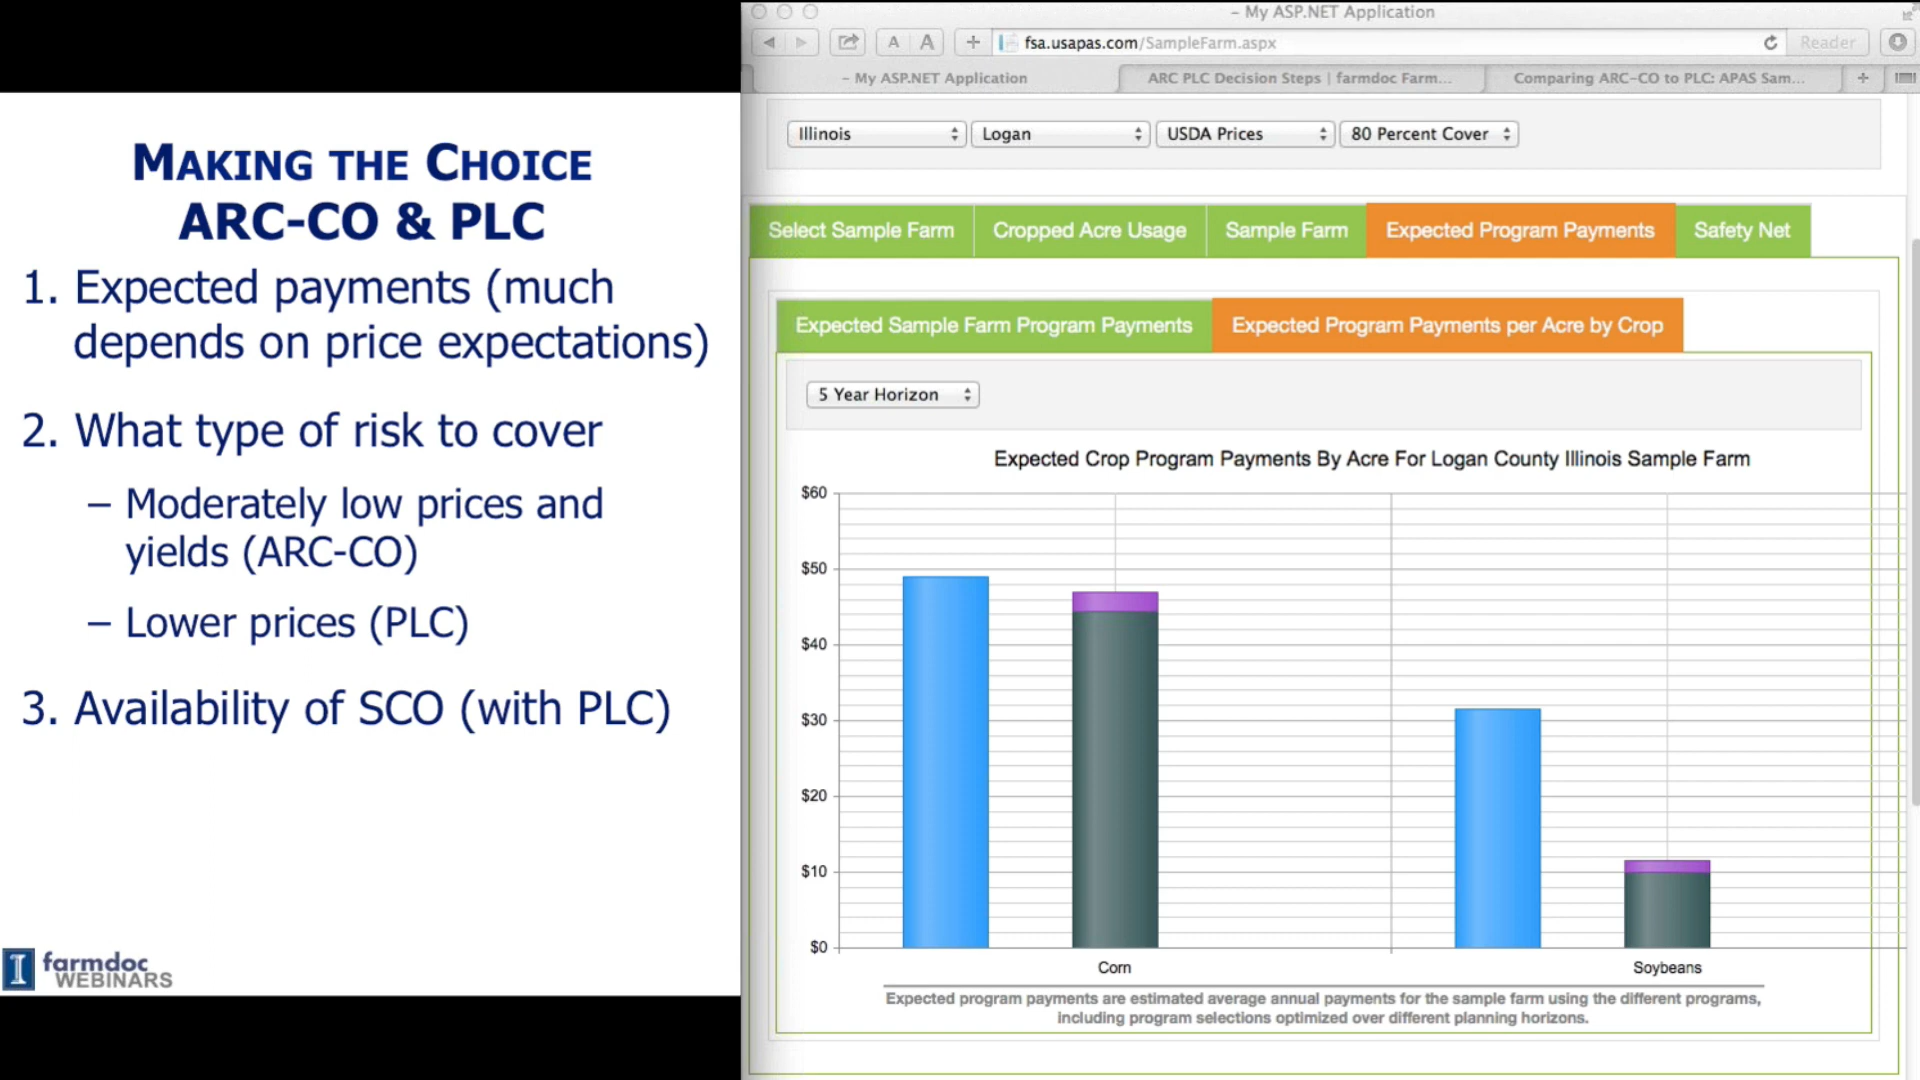 MAKING THE CHOICE
ARC-CO & PLC
1. Expected payments (much
depends on price expectations)
2. What type of risk to cover
– Moderately low prices and
yields (ARC-CO)
– Lower prices (PLC)
3. Availability of SCO (with PLC)
I farmdoc
WEBINARS
– My ASP.NET Application
A A + fsa.usapas.com/SampleFarm.aspx Reader
– My ASP.NET Application ARC PLC Decision Steps | farmdoc Farm... Comparing ARC-CO to PLC: APAS Sam... +
Illinois Logan USDA Prices 80 Percent Cover
Select Sample Farm Cropped Acre Usage Sample Farm Expected Program Payments Safety Net
Expected Sample Farm Program Payments Expected Program Payments per Acre by Crop
5 Year Horizon
Expected Crop Program Payments By Acre For Logan County Illinois Sample Farm
$60
$50
$40
$30
$20
$10
$0
Corn Soybeans
Expected program payments are estimated average annual payments for the sample farm using the different programs,
including program selections optimized over different planning horizons.